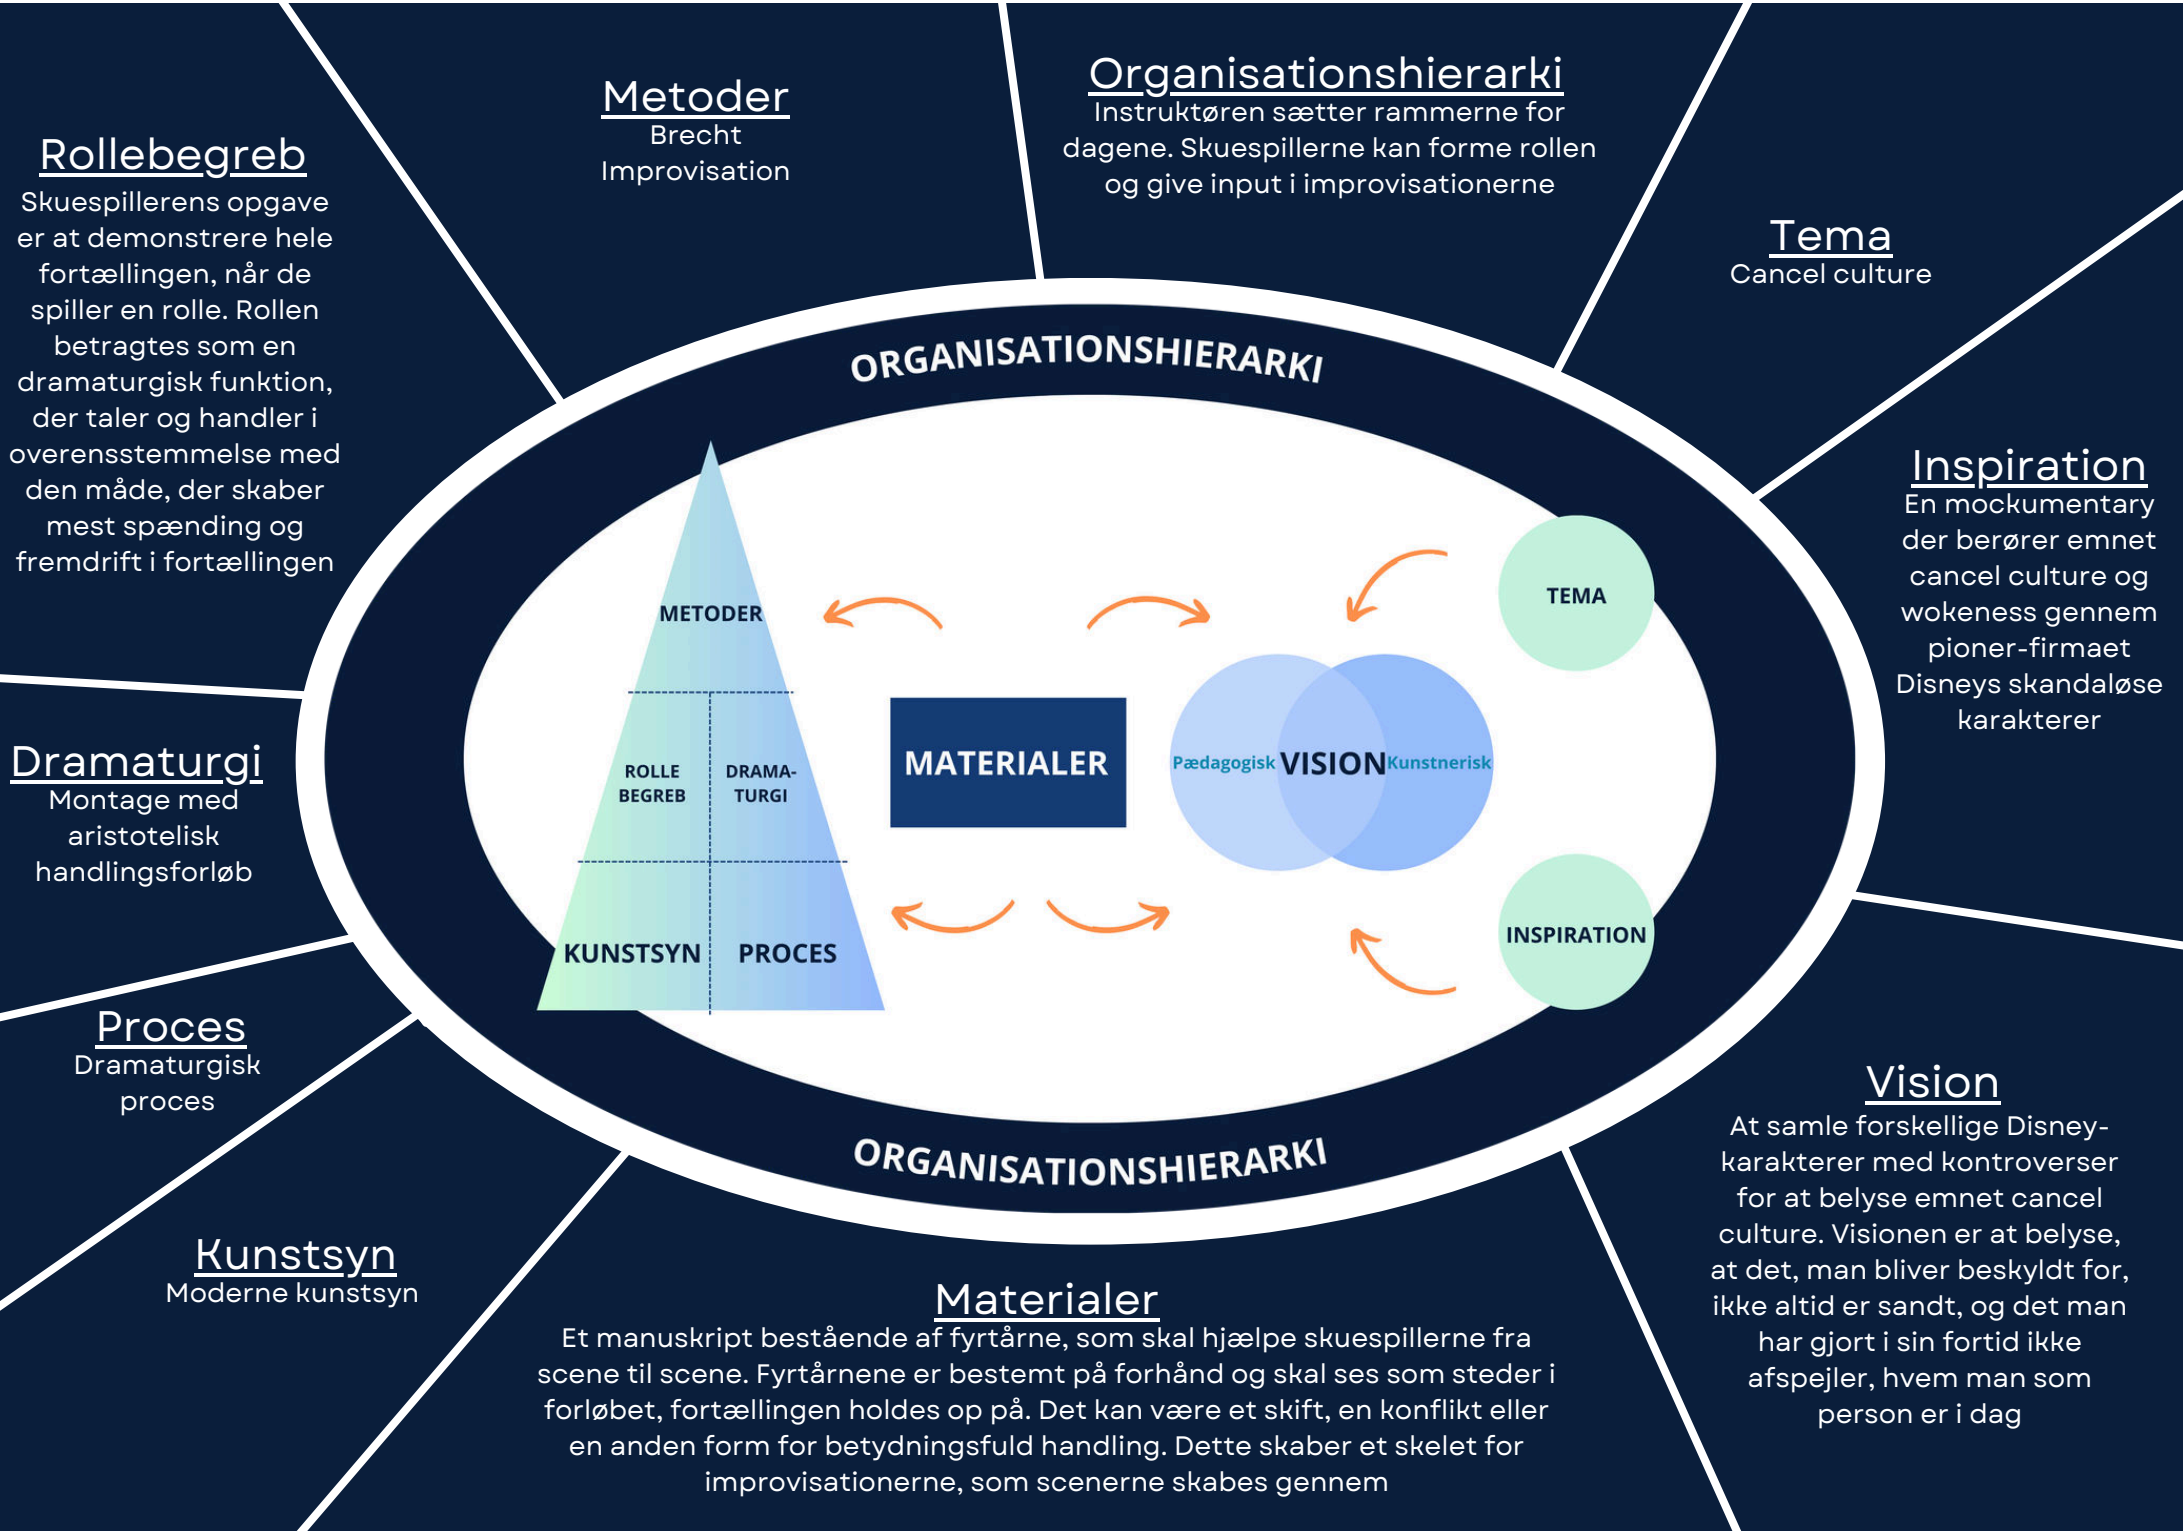 Metoder
Brecht
Improvisation
Organisationshierarki
Instruktøren sætter rammerne for
dagene. Skuespillerne kan forme rollen
og give input i improvisationerne
Tema
Cancel culture
Inspiration
En mockumentary
der berører emnet
cancel culture og
wokeness gennem
pioner-firmaet
Disneys skandaløse
karakterer
Vision
At samle forskellige Disney-
karakterer med kontroverser
for at belyse emnet cancel
culture. Visionen er at belyse,
at det, man bliver beskyldt for,
ikke altid er sandt, og det man
har gjort i sin fortid ikke
afspejler, hvem man som
person er i dag
Materialer
Et manuskript bestående af fyrtårne, som skal hjælpe skuespillerne fra
scene til scene. Fyrtårnene er bestemt på forhånd og skal ses som steder i
forløbet, fortællingen holdes op på. Det kan være et skift, en konflikt eller
en anden form for betydningsfuld handling. Dette skaber et skelet for
improvisationerne, som scenerne skabes gennem
Kunstsyn
Moderne kunstsyn
Proces
Dramaturgisk
proces
Dramaturgi
Montage med
aristotelisk
handlingsforløb
Rollebegreb
Skuespillerens opgave
er at demonstrere hele
fortællingen, når de
spiller en rolle. Rollen
betragtes som en
dramaturgisk funktion,
der taler og handler i
overensstemmelse med
den måde, der skaber
mest spænding og
fremdrift i fortællingen
ORGANISATIONSHIERARKI
METODER
ROLLE
BEGREB
DRAMA-
TURGI
KUNSTSYN
PROCES
MATERIALER
Pædagogisk VISION Kunstnerisk
TEMA
INSPIRATION
ORGANISATIONSHIERARKI